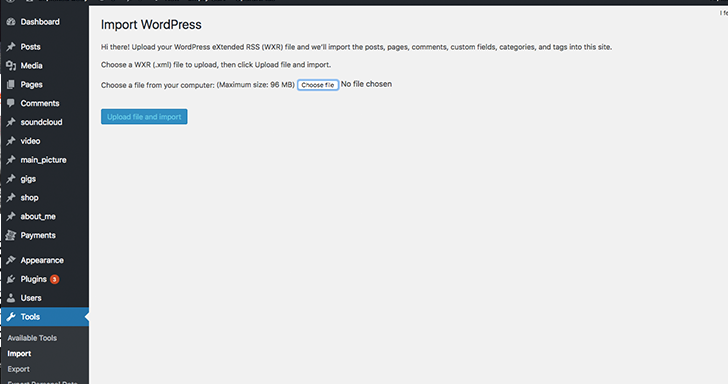 I f
Dashboard
Import WordPress
Hi there! Upload your WordPress eXtended RSS (WXR) file and we'll import the posts, pages, comments, custom fields, categories, and tags into this site.
Posts
Media
Choose a WXR (.xml) file to upload, then click Upload file and import.
Pages
Choose a file from your computer: (Maximum size: 96 MB) Choose file No file chosen
Comments
soundcloud
Upload file and import
video
main_picture
gigs
shop
about_me
Payments
Appearance
Plugins 3
Users
Tools
Available Tools
Import
Export
Export Personal Data